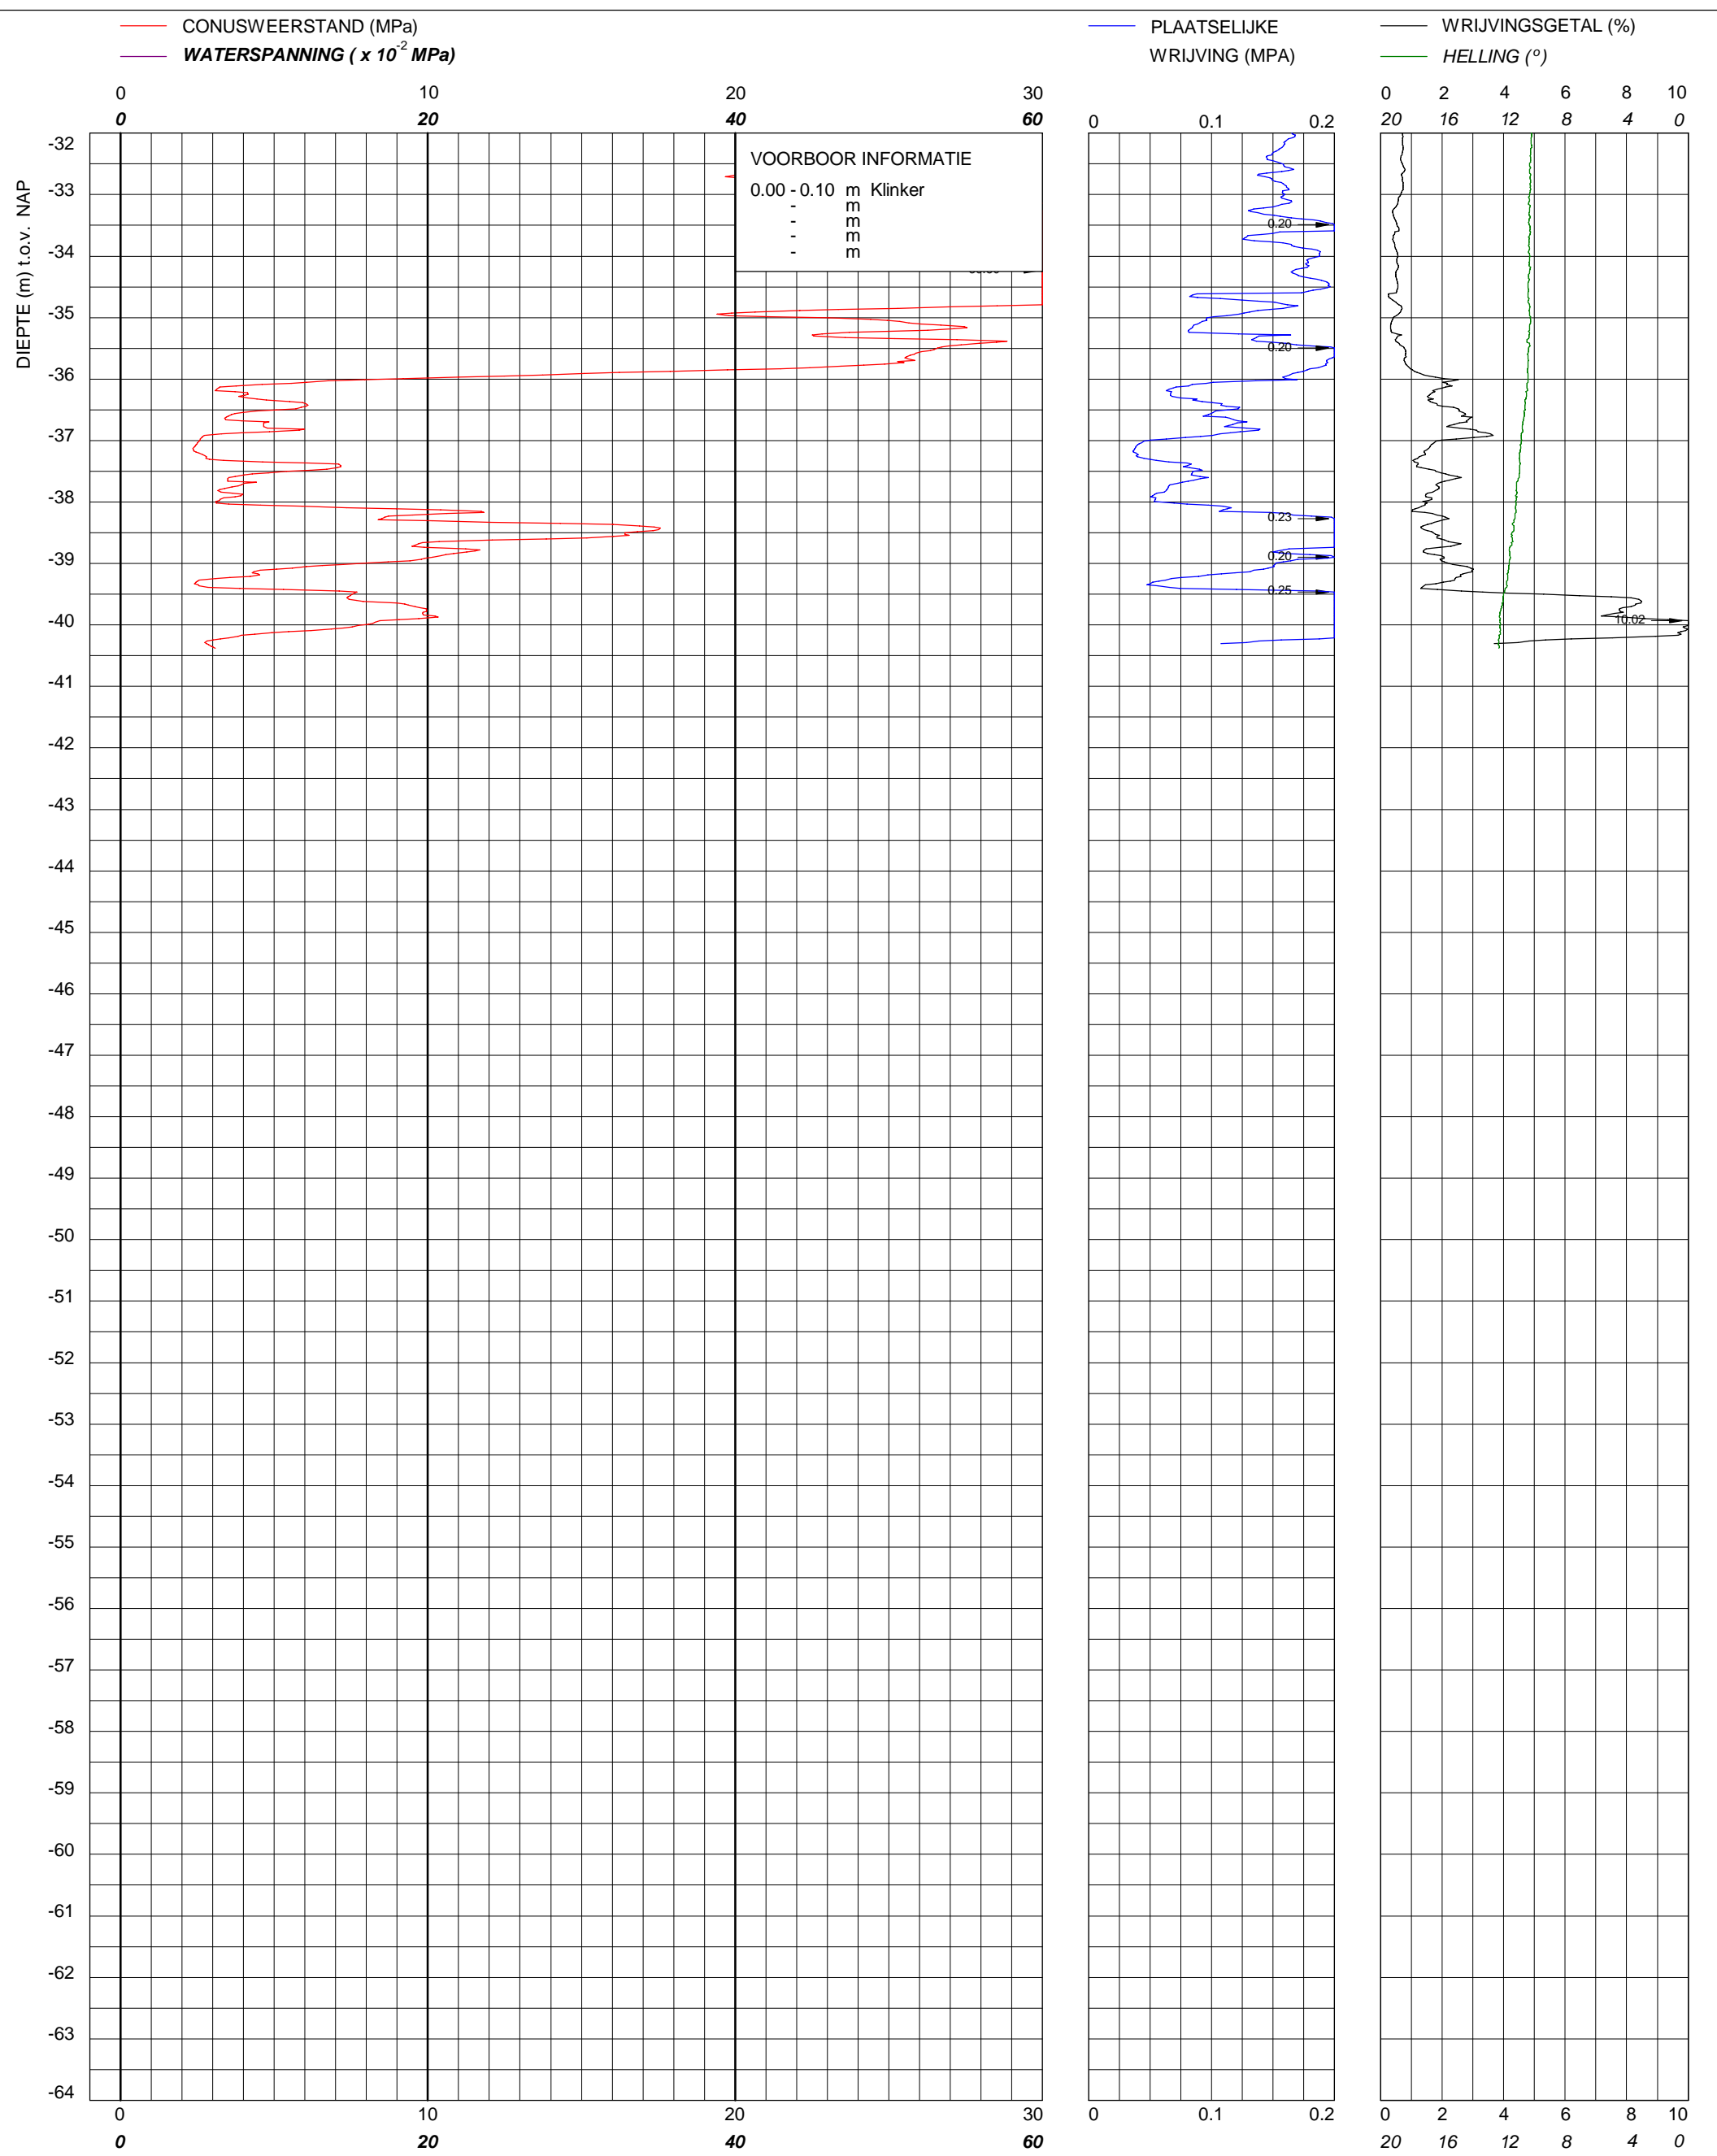 CONUSWEERSTAND (MPa)
WATERSPANNING ( x 10-2 MPa)
PLAATSELIJKE
WRIJVING (MPA)
WRIJVINGSGETAL (%)
HELLING (°)
0 10 20 30
0 20 40 60
0 0.1 0.2
0 2 4 6 8 10
20 16 12 8 4 0
DIEPTE (m) t.o.v. NAP
VOORBOOR INFORMATIE
0.00 - 0.10 m Klinker
- m
- m
- m
- m
-32
-33
-34
-35
-36
-37
-38
-39
-40
-41
-42
-43
-44
-45
-46
-47
-48
-49
-50
-51
-52
-53
-54
-55
-56
-57
-58
-59
-60
-61
-62
-63
-64
0.20
0.20
0.23
0.20
0.25
10.02
0 10 20 30
0 20 40 60
0 0.1 0.2
0 2 4 6 8 10
20 16 12 8 4 0